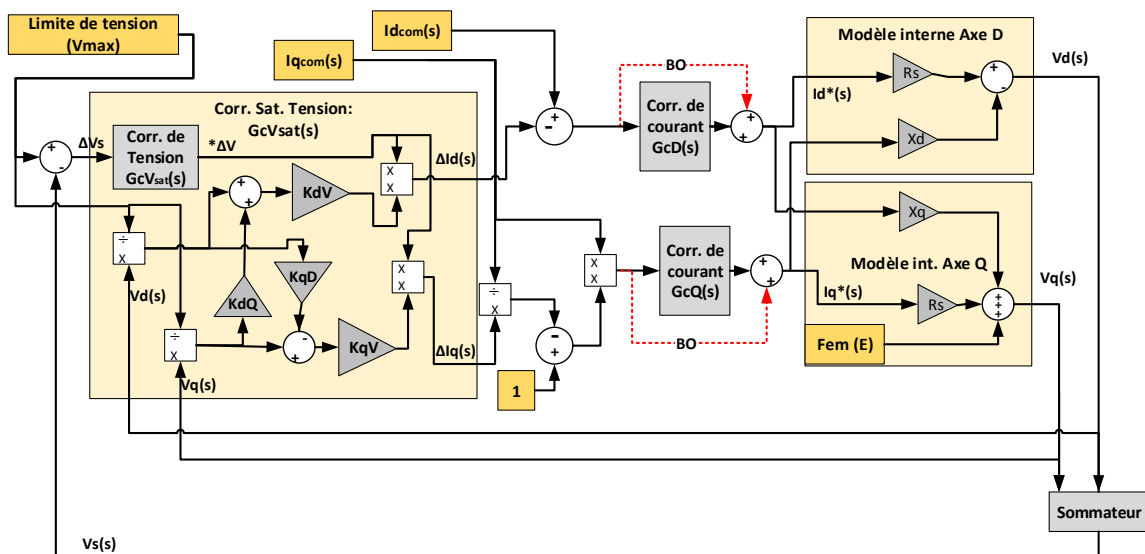 Limite de tension
(Vmax)
Idcom(s)
Iqcom(s)
Corr. Sat. Tension:
GcVsat(s)
ΔVs
Corr. de
Tension
GcVsat(s)
*ΔV
KdV
x
x
ΔId(s)
÷
x
Vd(s)
KdQ
KqD
÷
x
Vq(s)
KqV
x
x
ΔIq(s)
÷
x
1
x
x
BO
Corr. de
courant
GcD(s)
Corr. de
courant
GcQ(s)
BO
Modèle interne Axe D
Id*(s)
Rs
Xd
Vd(s)
Xq
Modèle int. Axe Q
Iq*(s)
Rs
Fem (E)
Vq(s)
Sommateur
Vs(s)
+
-
+
+
-
+
-
-
+
+
+
+
+
+
-
+
+
+